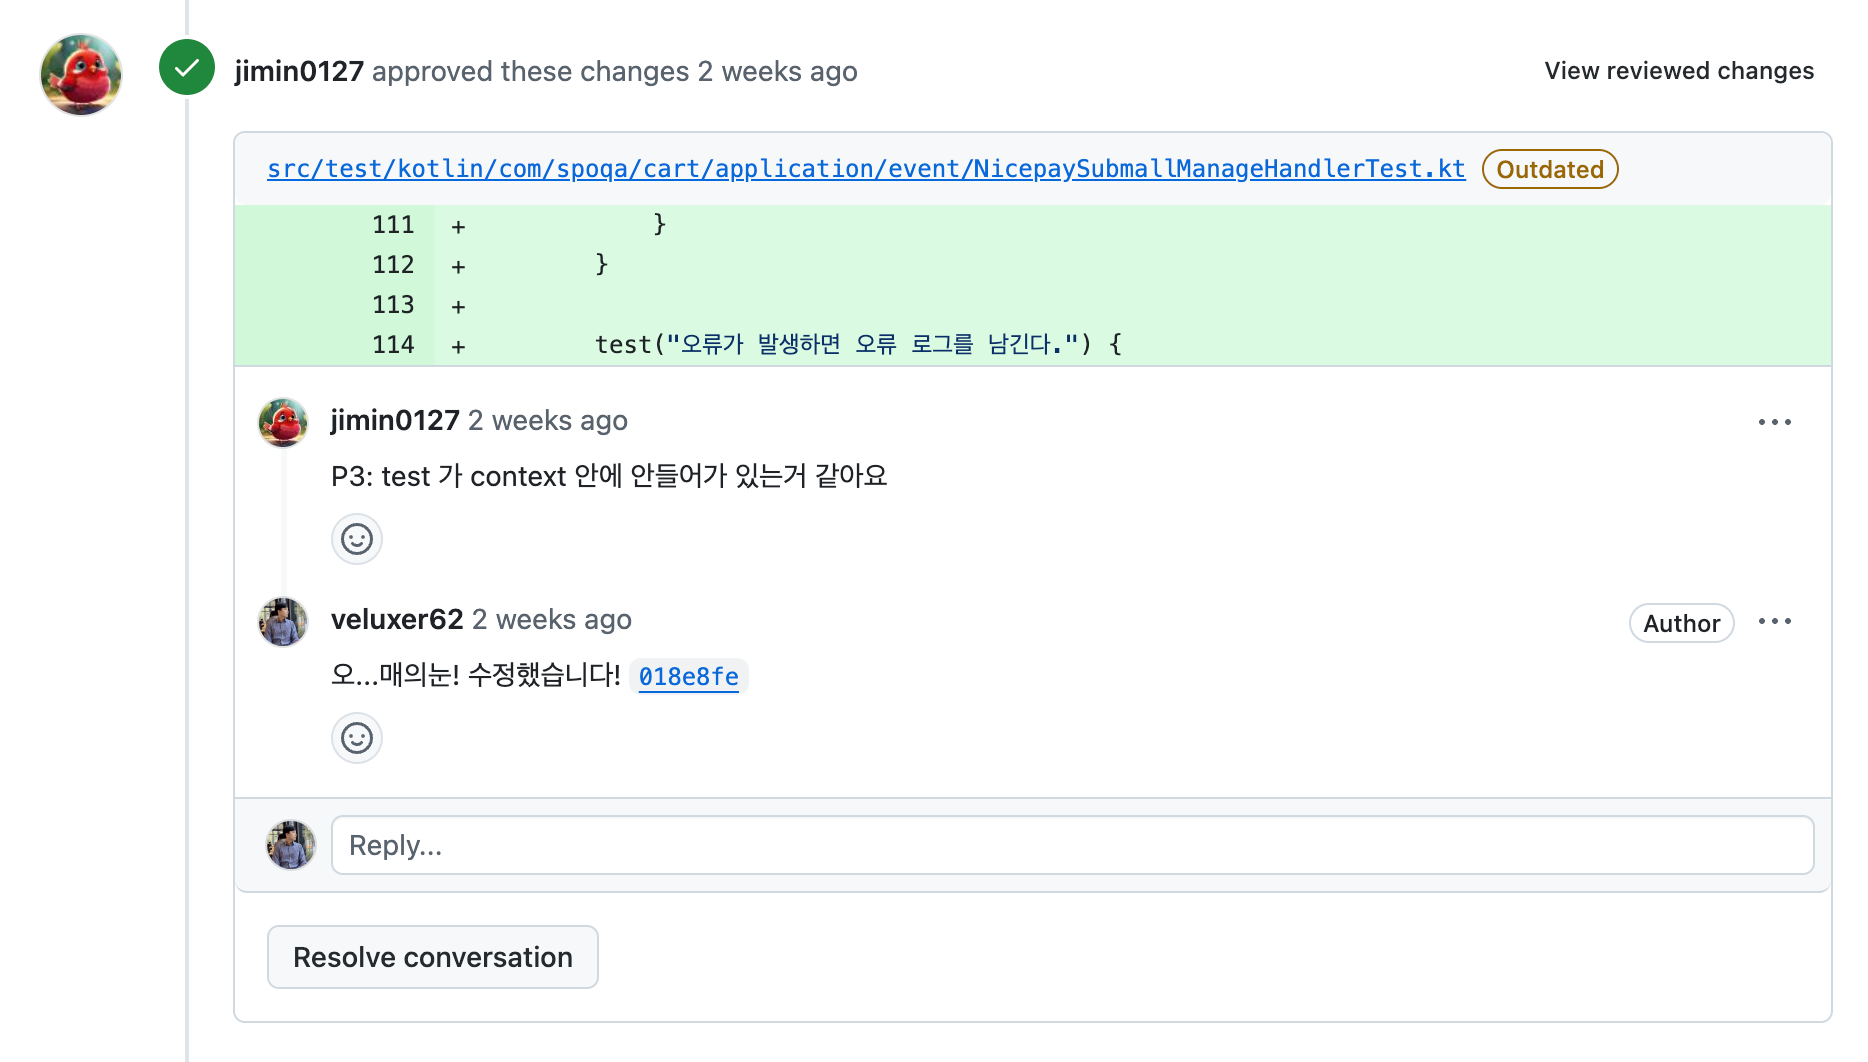 jimin0127 approved these changes 2 weeks ago
View reviewed changes
src/test/kotlin/com/spoqa/cart/application/event/NicepaySubmallManageHandlerTest.kt
Outdated
111 + }
112 + }
113 +
114 + test("오류가 발생하면 오류 로그를 남긴다.") {
jimin0127 2 weeks ago
P3: test 가 context 안에 안들어가 있는거 같아요
veluxer62 2 weeks ago
Author
오...매의눈! 수정했습니다! 018e8fe
Reply...
Resolve conversation